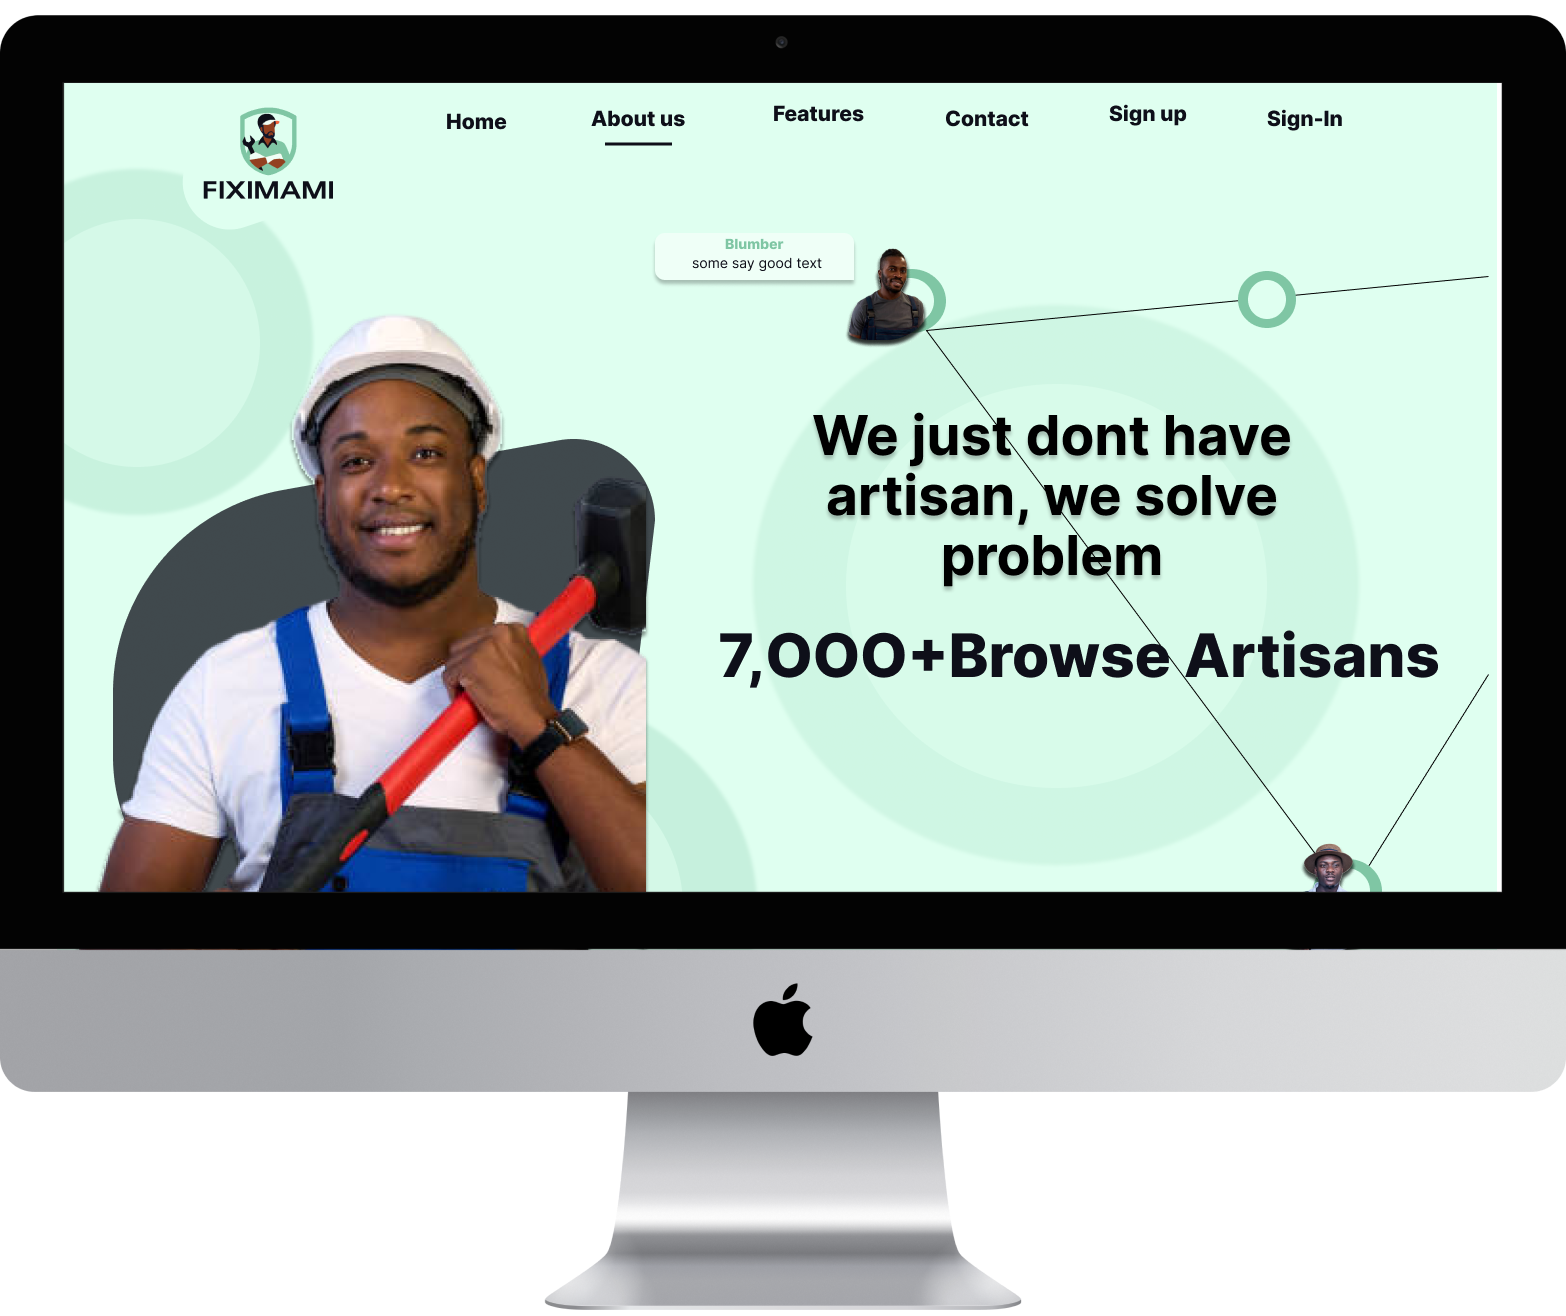 FIXIMAMI
Home
About us
Features
Contact
Sign up
Sign-In
Blumber
some say good text
We just dont have
artisan, we solve
problem
7,000+Browse Artisans